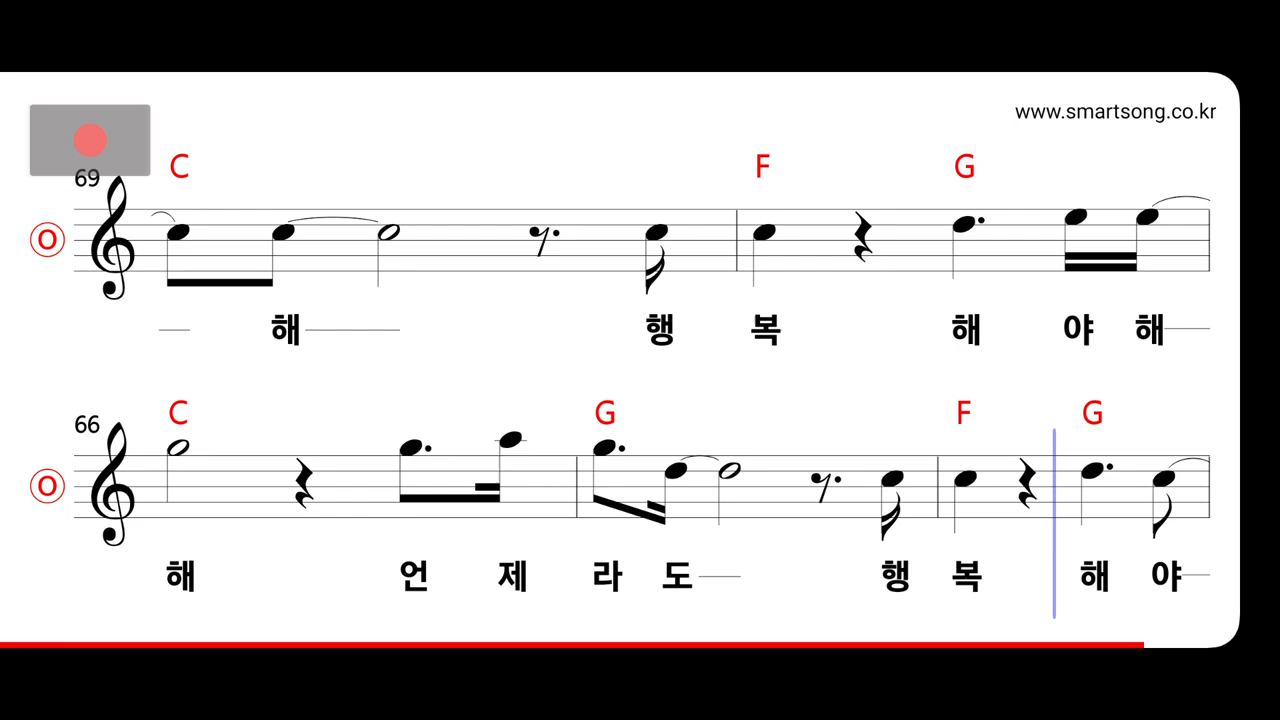 www.smartsong.co.kr
C F G
69
O
해 행 복 해 야 해
C G F G
66
O
해 언 제 라 도 행 복 해 야